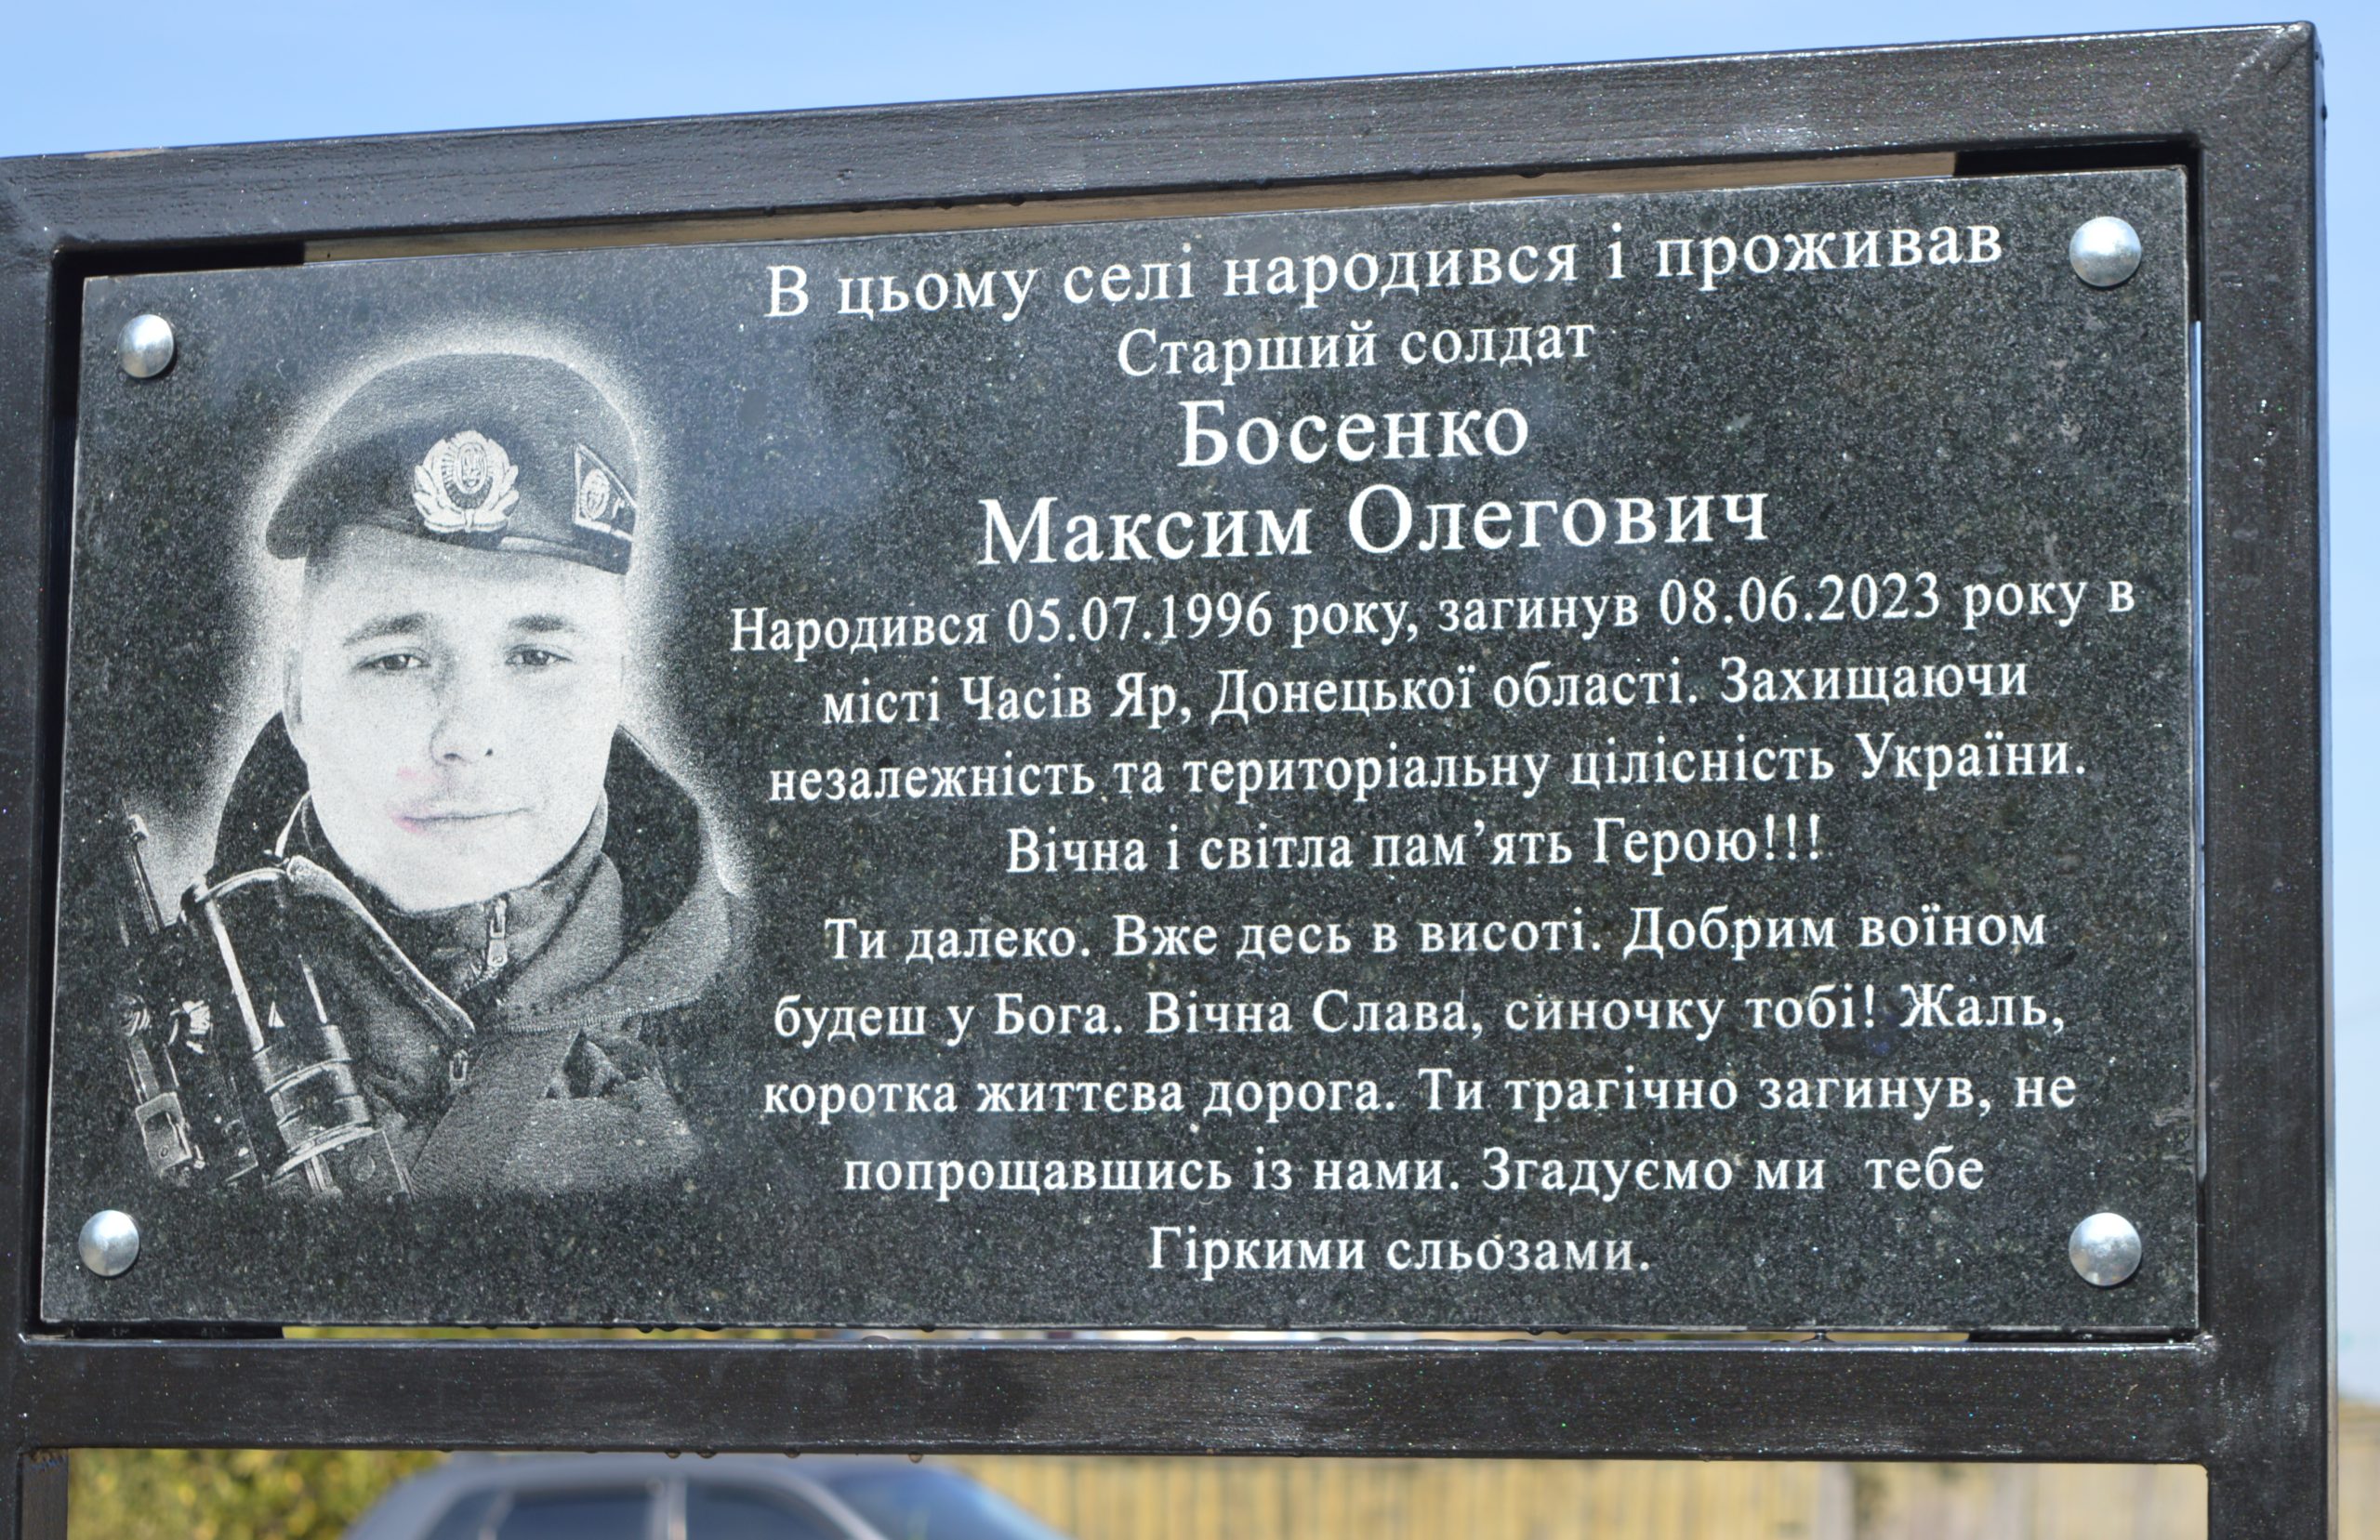 В цьому селі народився і проживав
Старший солдат
Босенко
Максим Олегович
Народився 05.07.1996 року, загинув 08.06.2023 року в
місті Часів Яр, Донецької області. Захищаючи
незалежність та територіальну цілісність України.
Вічна і світла пам’ять Герою!!!
Ти далеко. Вже десь в висоті. Добрим воїном
будеш у Бога. Вічна Слава, синочку тобі! Жаль,
коротка життєва дорога. Ти трагічно загинув, не
попрощавшись із нами. Згадуємо ми тебе
Гіркими сльозами.